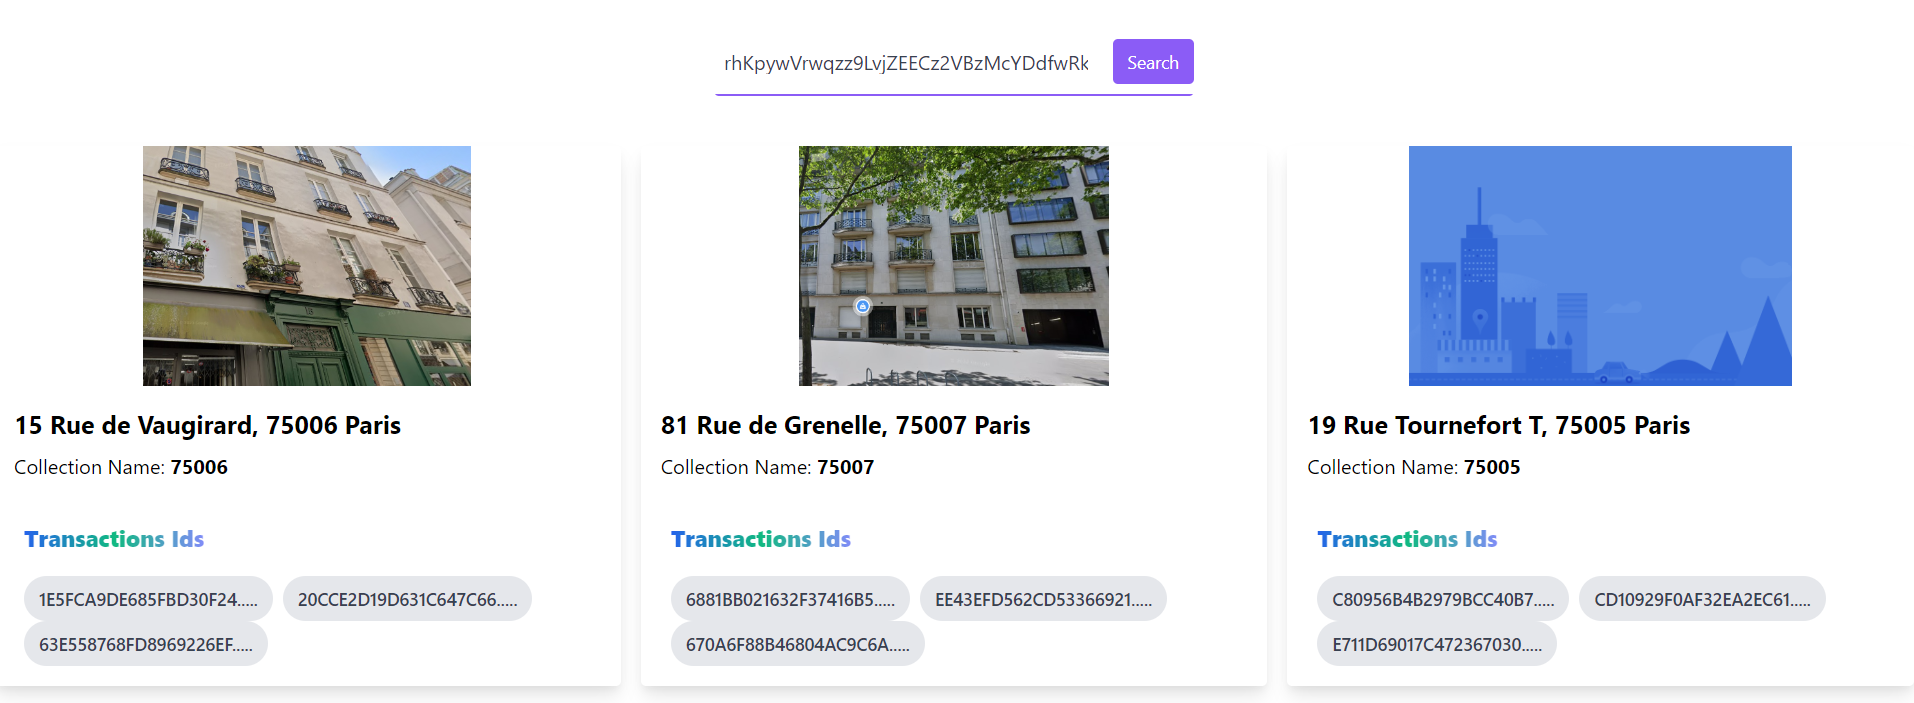 rhKpywVrwqzz9LvjZEECz2VBzMcYDdfwRk
Search
15 Rue de Vaugirard, 75006 Paris
Collection Name: 75006
Transactions Ids
1E5FCA9DE685FBD30F24.....
20CCE2D19D631C647C66.....
63E558768FD8969226EF.....
81 Rue de Grenelle, 75007 Paris
Collection Name: 75007
Transactions Ids
6881BB021632F37416B5.....
EE43EFD562CD53366921.....
670A6F88B46804AC9C6A.....
19 Rue Tournefort T, 75005 Paris
Collection Name: 75005
Transactions Ids
C80956B4B2979BCC40B7.....
CD10929F0AF32EA2EC61.....
E711D69017C472367030.....